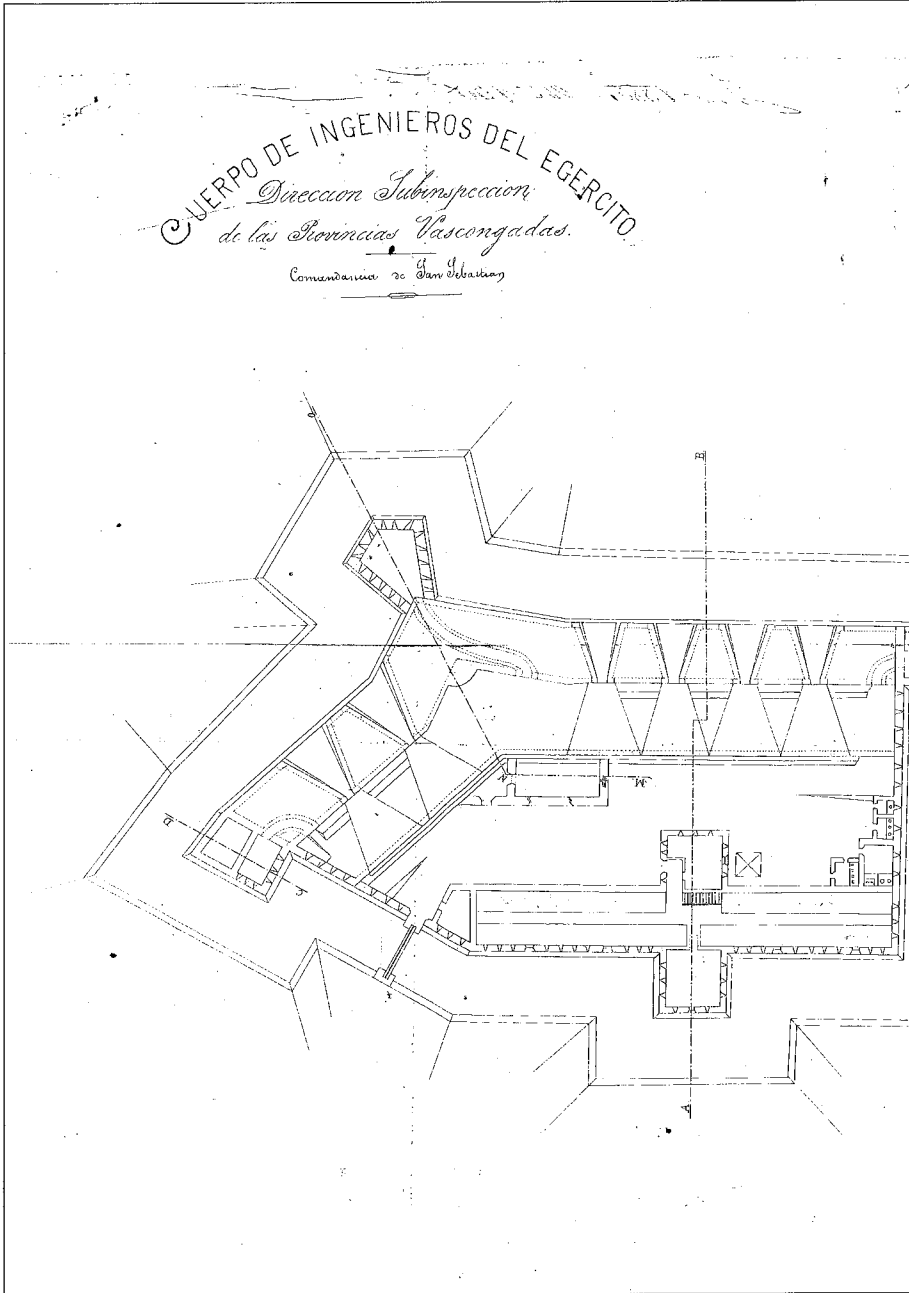 CUERPO DE INGENIEROS DEL EGERCITO.
Direccion Subinspeccion
de las Provincias Vascongadas.
Comandancia de San Sebastian
B
D
C
M
A